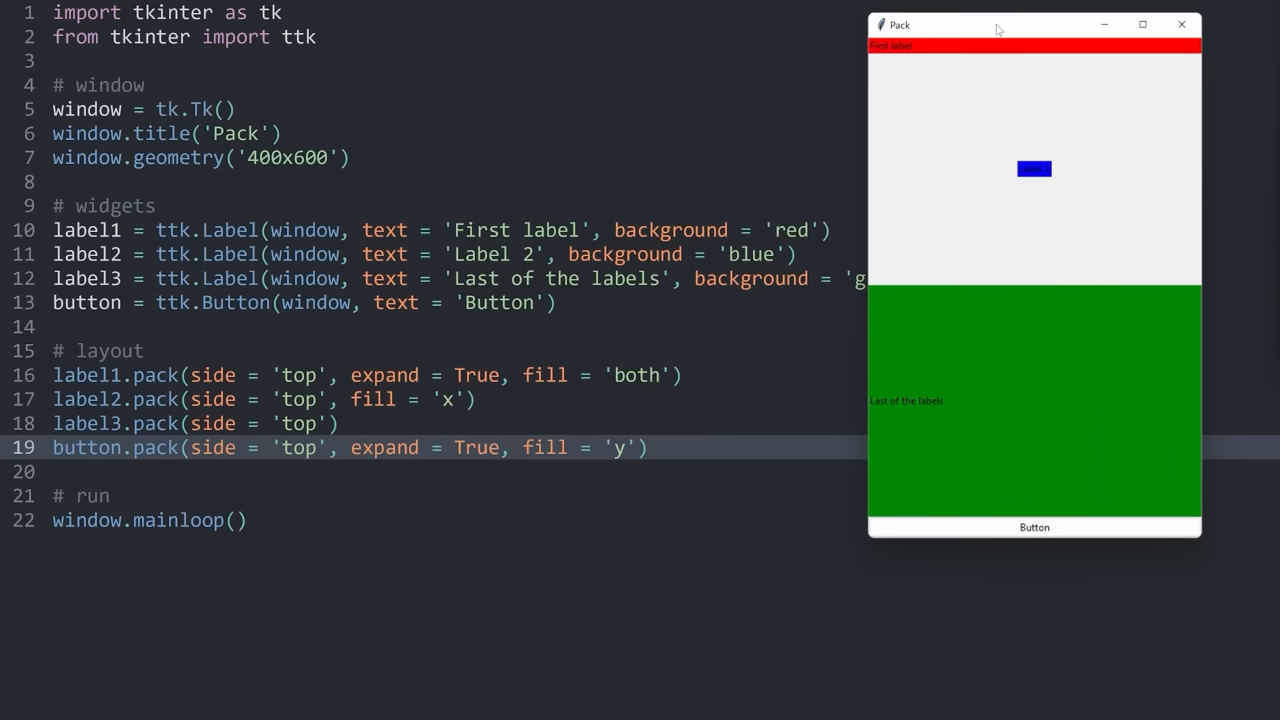 1 import tkinter as tk
2 from tkinter import ttk
3
4 # window
5 window = tk.Tk()
6 window.title('Pack')
7 window.geometry('400x600')
8
9 # widgets
10 label1 = ttk.Label(window, text = 'First label', background = 'red')
11 label2 = ttk.Label(window, text = 'Label 2', background = 'blue')
12 label3 = ttk.Label(window, text = 'Last of the labels', background = 'g
13 button = ttk.Button(window, text = 'Button')
14
15 # layout
16 label1.pack(side = 'top', expand = True, fill = 'both')
17 label2.pack(side = 'top', fill = 'x')
18 label3.pack(side = 'top')
19 button.pack(side = 'top', expand = True, fill = 'y')
20
21 # run
22 window.mainloop()
Pack
First label
Label 2
Last of the labels
Button